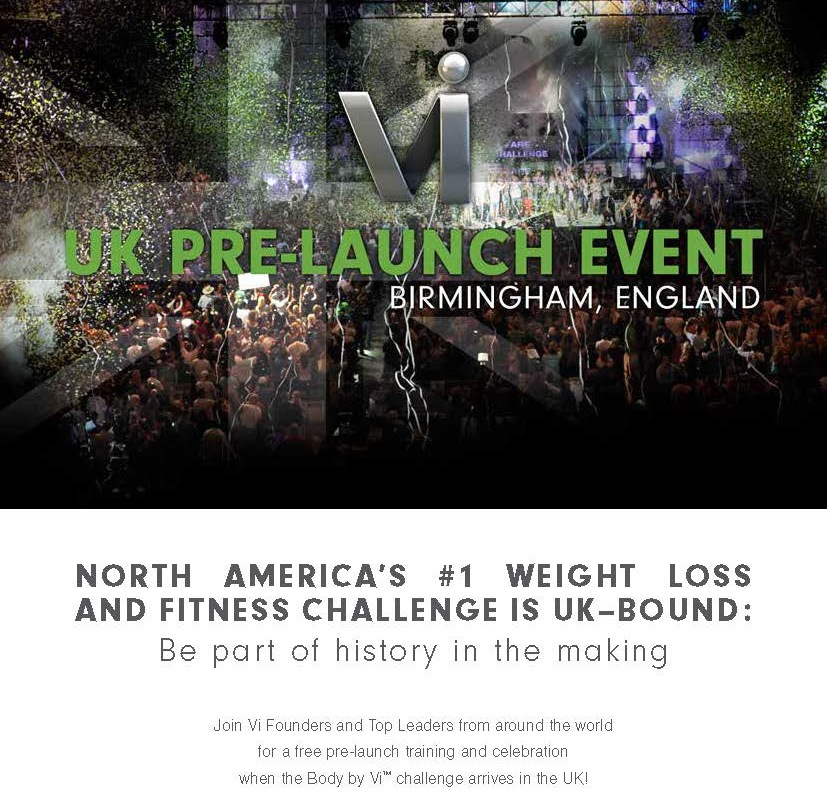 Vi
ARE
CHALLENGE
UK PRE-LAUNCH EVENT
BIRMINGHAM, ENGLAND
NORTH AMERICA'S #1 WEIGHT LOSS
AND FITNESS CHALLENGE IS UK–BOUND:
Be part of history in the making
Join Vi Founders and Top Leaders from around the world
for a free pre-launch training and celebration
when the Body by Vi™ challenge arrives in the UK!